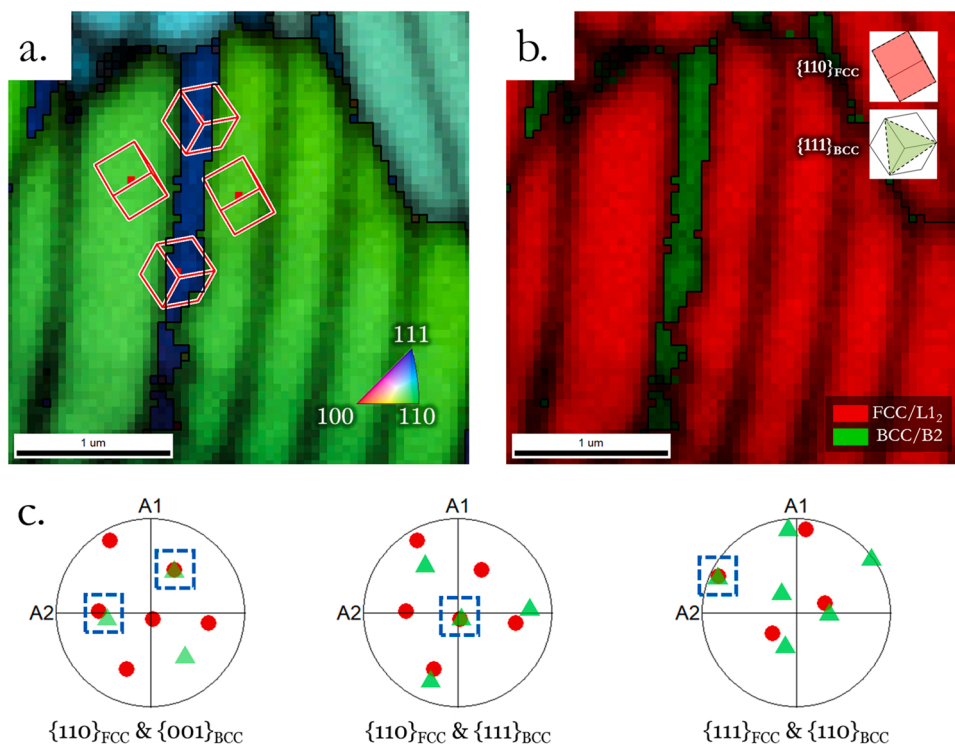 a.
111
100
110
1 um
b.
{110}FCC
{111}BCC
FCC/L1₂
BCC/B2
1 um
c.
A1
A2
{110}FCC & {001}BCC
A1
A2
{110}FCC & {111}BCC
A1
A2
{111}FCC & {110}BCC